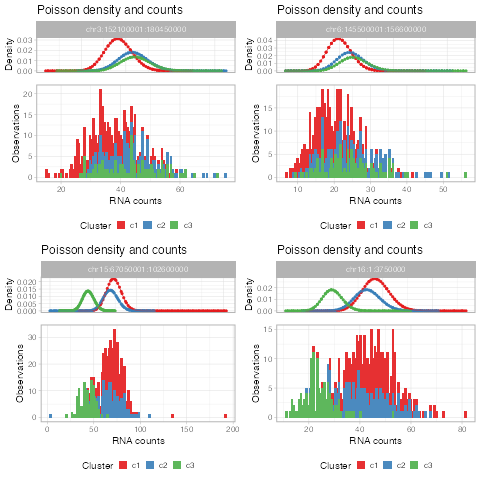 Poisson density and counts
chr3:152100001:180450000
Density
0.03
0.02
0.01
0.00
Observations
20
15
10
5
0
20
40
60
RNA counts
Cluster
c1
c2
c3
Poisson density and counts
chr6:145500001:156600000
Density
0.04
0.03
0.02
0.01
0.00
Observations
15
10
5
0
10
20
30
40
50
RNA counts
Cluster
c1
c2
c3
Poisson density and counts
chr15:67050001:102600000
Density
0.020
0.015
0.010
0.005
0.000
Observations
30
20
10
0
0
50
100
150
200
RNA counts
Cluster
c1
c2
c3
Poisson density and counts
chr16:1:3750000
Density
0.02
0.01
0.00
Observations
15
10
5
0
20
40
60
80
RNA counts
Cluster
c1
c2
c3